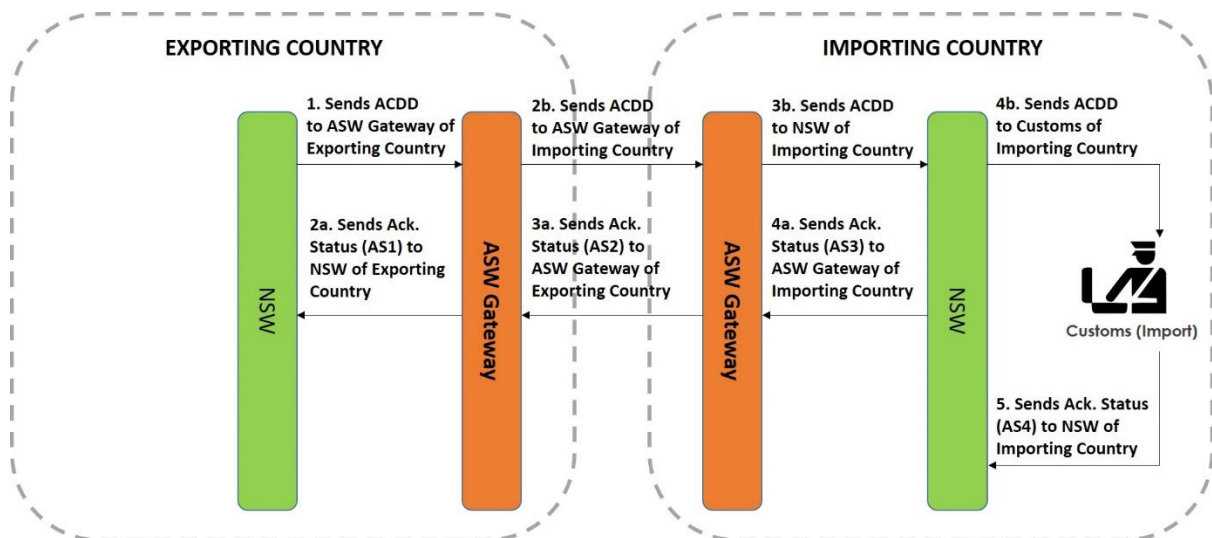 EXPORTING COUNTRY
IMPORTING COUNTRY
1. Sends ACDD
to ASW Gateway of
Exporting Country
2b. Sends ACDD
to ASW Gateway of
Importing Country
3b. Sends ACDD
to NSW of
Importing Country
4b. Sends ACDD
to Customs of
Importing Country
2a. Sends Ack.
Status (AS1) to
NSW of Exporting
Country
3a. Sends Ack.
Status (AS2) to
ASW Gateway of
Exporting Country
4a. Sends Ack.
Status (AS3) to
ASW Gateway of
Importing Country
NSW
ASW Gateway
ASW Gateway
NSW
Customs (Import)
5. Sends Ack. Status
(AS4) to NSW of
Importing Country